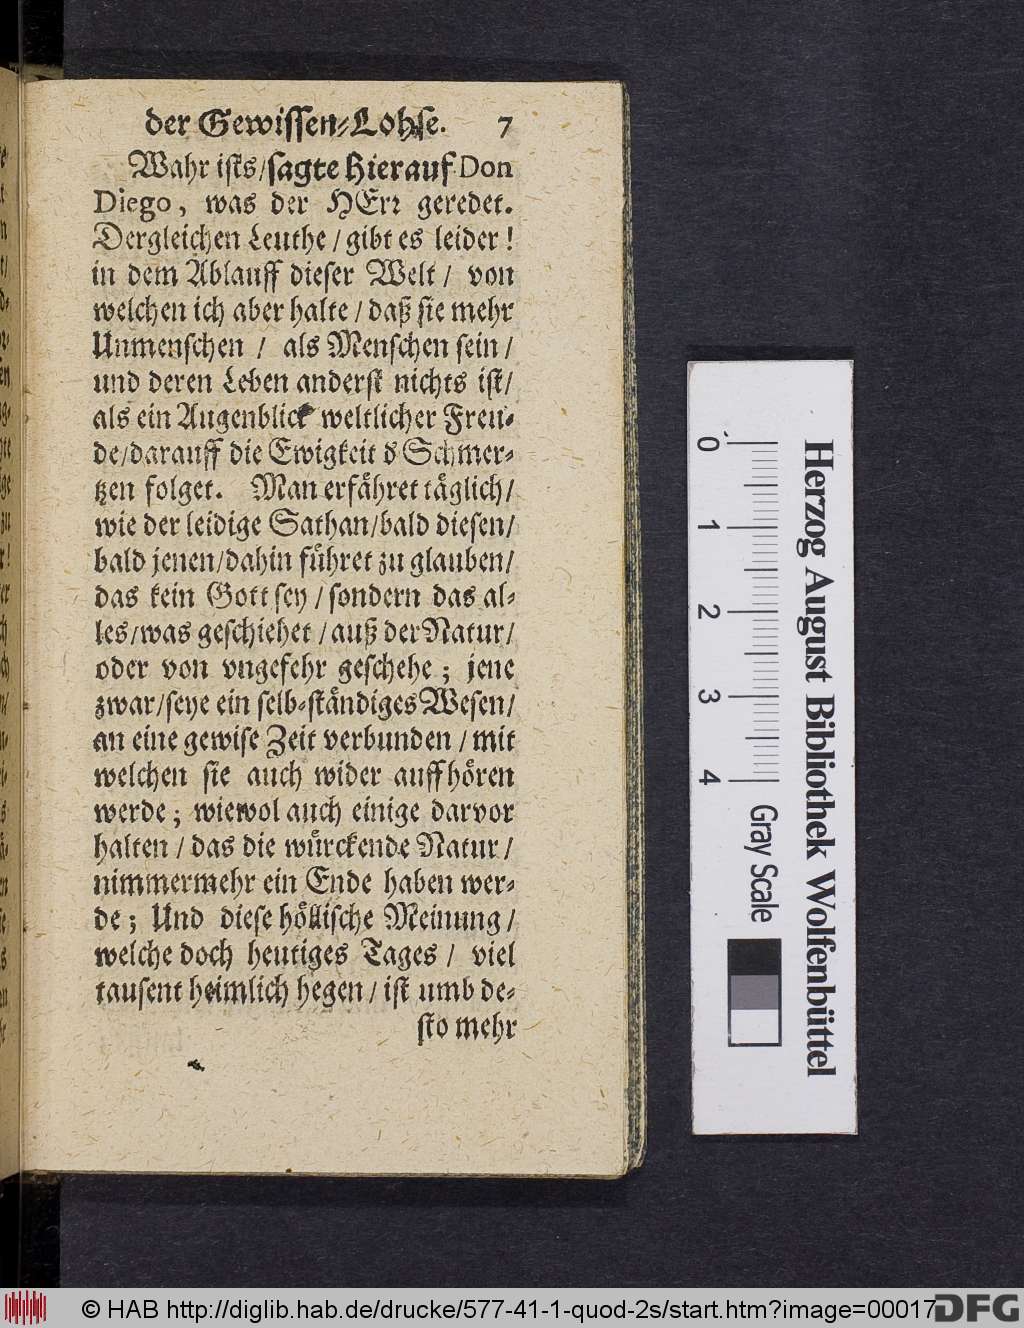 der Gewissen-Lohse. 7
Wahr ists/sagte hierauf Don
Diego, was der HErr geredet.
Dergleichen Leuthe / gibt es leider!
in dem Ablauff dieser Welt / von
welchen ich aber halte / daß sie mehr
Unmenschen / als Menschen sein /
und deren Leben anderst nichts ist/
als ein Augenblick weltlicher Freu-
de/darauff die Ewigkeit d' Schmer-
tzen folget. Man erfähret täglich/
wie der leidige Sathan/bald diesen/
bald jenen/dahin führet zu glauben/
das kein Gott sey / sondern das al-
les/was geschiehet / auß der Natur/
oder von vngefehr geschehe; jene
zwar/seye ein selb-ständiges Wesen/
an eine gewise Zeit verbunden / mit
welchen sie auch wider auffhören
werde; wiewol auch einige darvor
halten / das die würckende Natur /
nimmermehr ein Ende haben wer-
de; Und diese höllische Meinung /
welche doch heutiges Tages / viel
tausent heimlich hegen / ist umb de-
sto mehr
Herzog August Bibliothek Wolfenbüttel
0 1 2 3 4
Gray Scale
© HAB http://diglib.hab.de/drucke/577-41-1-quod-2s/start.htm?image=00017
DFG